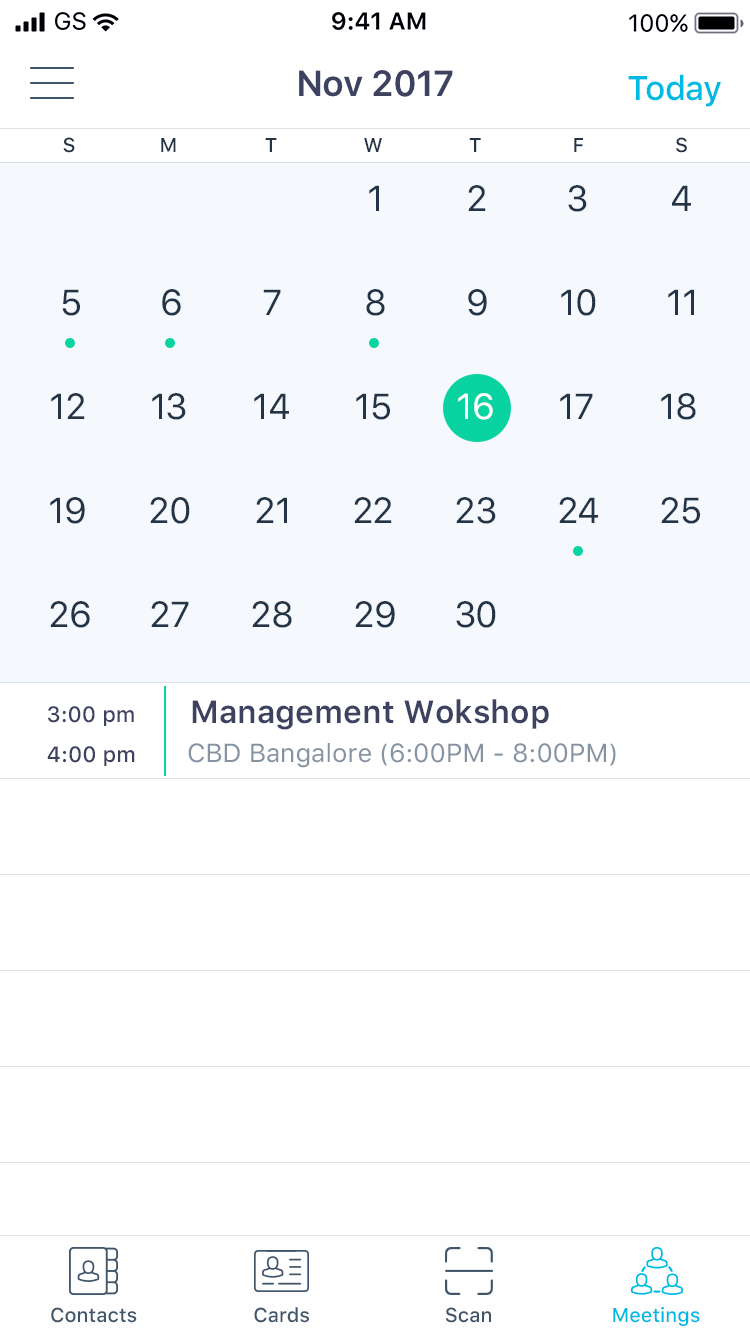 GS 9:41 AM 100%
Nov 2017 Today
S M T W T F S
1 2 3 4
5 6 7 8 9 10 11
12 13 14 15 16 17 18
19 20 21 22 23 24 25
26 27 28 29 30
3:00 pm Management Wokshop
4:00 pm CBD Bangalore (6:00PM - 8:00PM)
Contacts Cards Scan Meetings